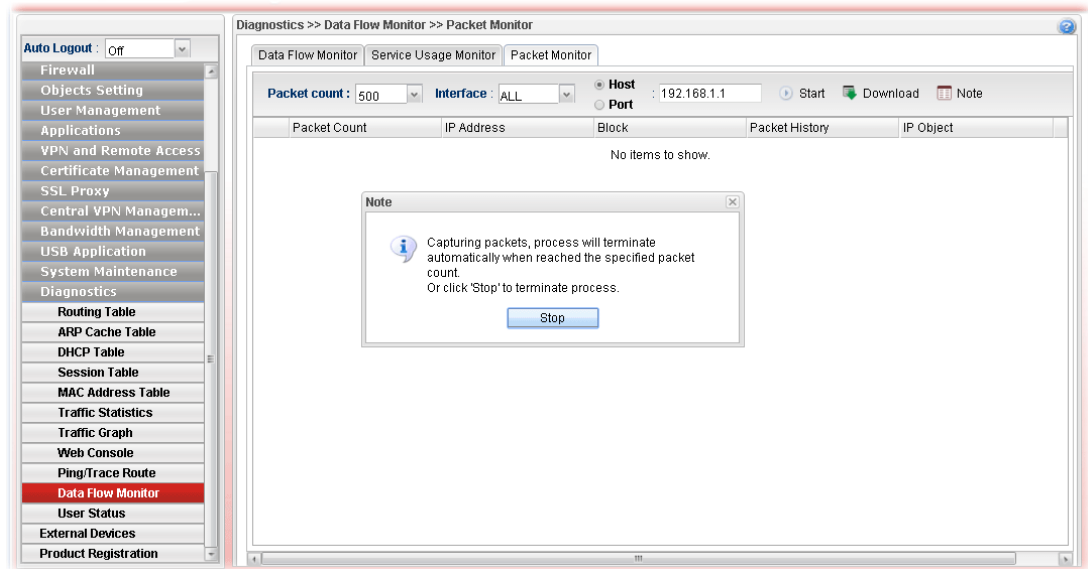 Diagnostics >> Data Flow Monitor >> Packet Monitor
Auto Logout : Off
Firewall
Objects Setting
User Management
Applications
VPN and Remote Access
Certificate Management
SSL Proxy
Central VPN Managem...
Bandwidth Management
USB Application
System Maintenance
Diagnostics
Routing Table
ARP Cache Table
DHCP Table
Session Table
MAC Address Table
Traffic Statistics
Traffic Graph
Web Console
Ping/Trace Route
Data Flow Monitor
User Status
External Devices
Product Registration
Data Flow Monitor Service Usage Monitor Packet Monitor
Packet count : 500 Interface : ALL Host Port : 192.168.1.1 Start Download Note
Packet Count IP Address Block Packet History IP Object
No items to show.
Note
Capturing packets, process will terminate
automatically when reached the specified packet
count.
Or click 'Stop' to terminate process.
Stop